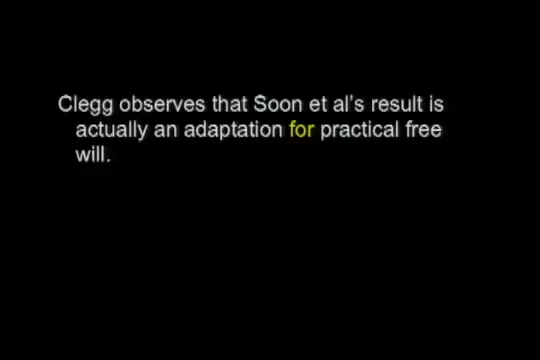 Clegg observes that Soon et al's result is
actually an adaptation for practical free
will.